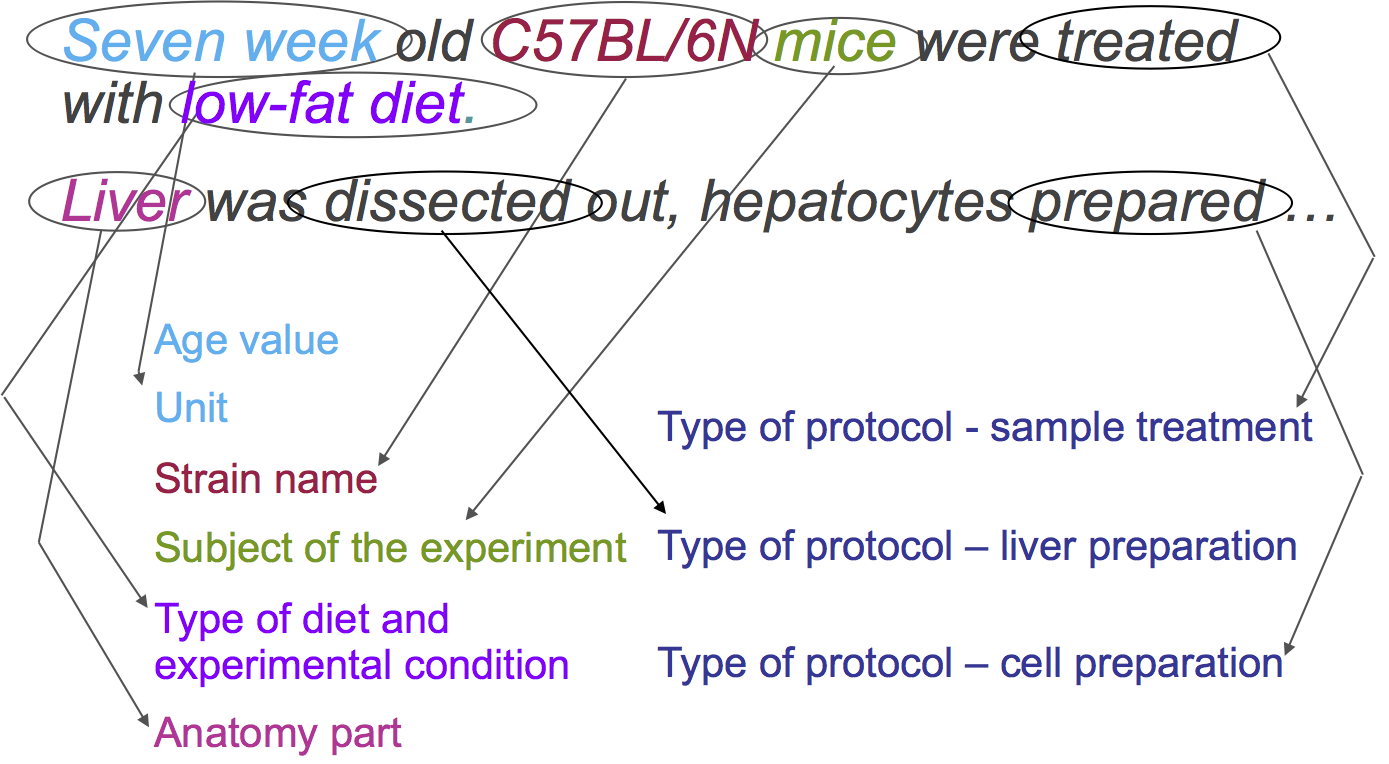 Seven week old C57BL/6N mice were treated
with low-fat diet.
Liver was dissected out, hepatocytes prepared ...
Age value
Unit
Strain name
Subject of the experiment
Type of diet and
experimental condition
Anatomy part
Type of protocol - sample treatment
Type of protocol – liver preparation
Type of protocol – cell preparation